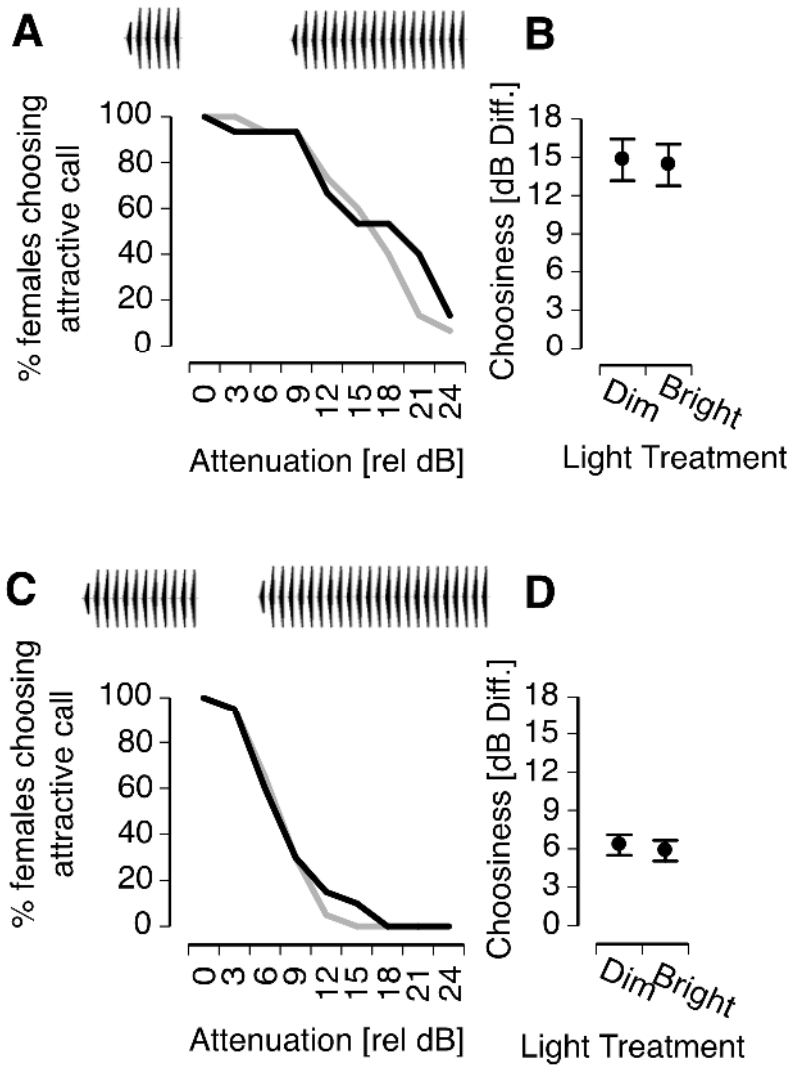 A
B
% females choosing
attractive call
100
80
60
40
20
0
0 3 6 9 12 15 18 21 24
Attenuation [rel dB]
Choosiness [dB Diff.]
18
15
12
9
6
3
0
Dim Bright
Light Treatment
C
D
% females choosing
attractive call
100
80
60
40
20
0
0 3 6 9 12 15 18 21 24
Attenuation [rel dB]
Choosiness [dB Diff.]
18
15
12
9
6
3
0
Dim Bright
Light Treatment